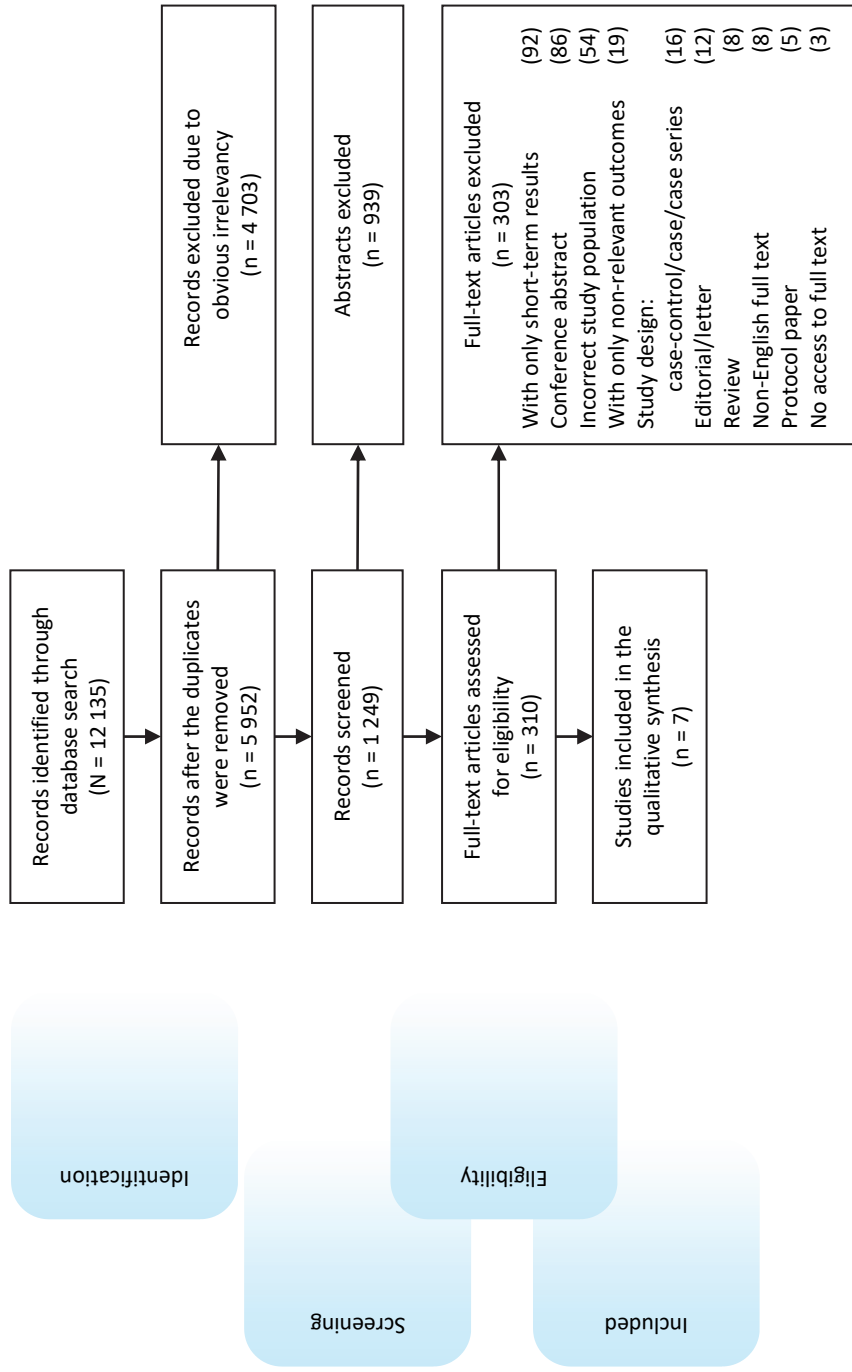 Identification
Screening
Eligibility
Included
Records identified through
database search
(N = 12 135)
Records after the duplicates
were removed
(n = 5 952)
Records excluded due to
obvious irrelevancy
(n = 4 703)
Records screened
(n = 1 249)
Abstracts excluded
(n = 939)
Full-text articles assessed
for eligibility
(n = 310)
Full-text articles excluded
(n = 303)
With only short-term results (92)
Conference abstract (86)
Incorrect study population (54)
With only non-relevant outcomes (19)
Study design:
case-control/case/case series (16)
Editorial/letter (12)
Review (8)
Non-English full text (8)
Protocol paper (5)
No access to full text (3)
Studies included in the
qualitative synthesis
(n = 7)